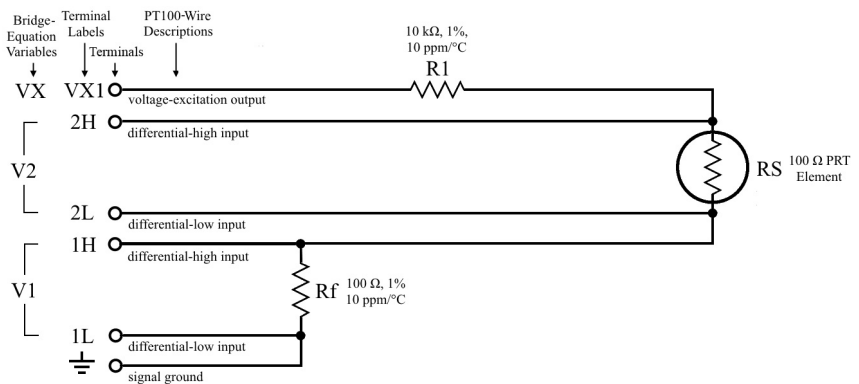 Bridge-
Equation
Variables
Terminal
Labels
Terminals
PT100-Wire
Descriptions
10 kΩ, 1%,
10 ppm/°C
R1
VX
VX1
voltage-excitation output
2H
differential-high input
V2
RS
100 Ω PRT
Element
2L
differential-low input
1H
differential-high input
V1
Rf
100 Ω, 1%
10 ppm/°C
1L
differential-low input
signal ground